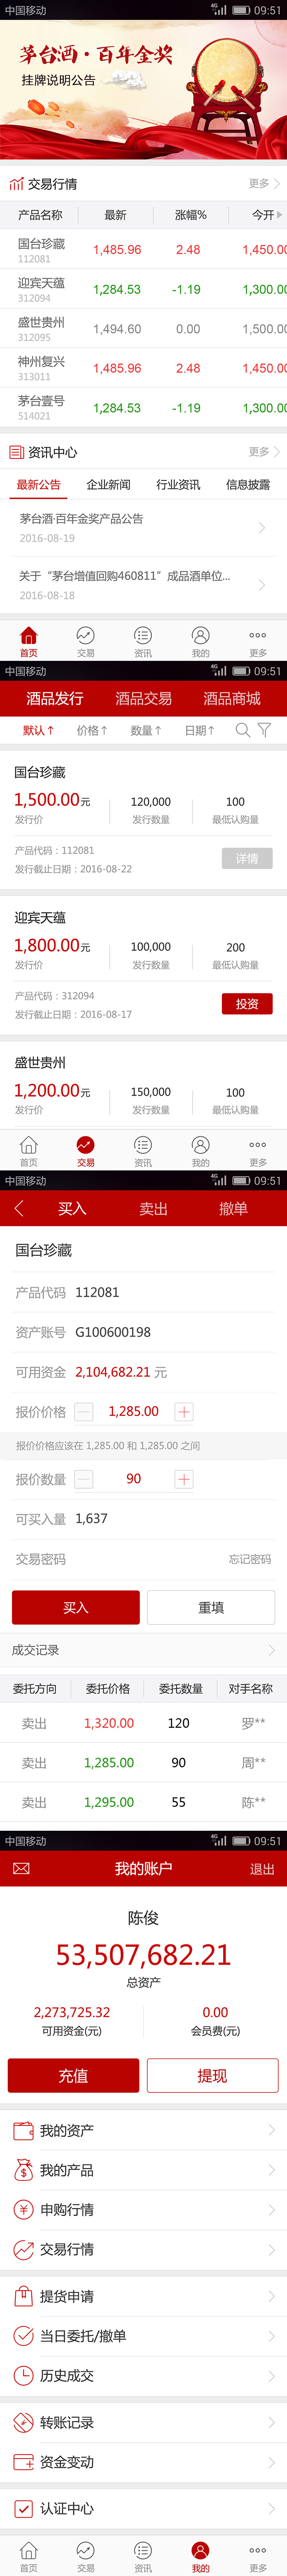 中国移动 4G 09:51
茅台酒·百年金奖
挂牌说明公告
交易行情 更多
产品名称 最新 涨幅% 今开
国台珍藏 1,485.96 2.48 1,450.00
112081
迎宾天蕴 1,284.53 -1.19 1,300.00
312094
盛世贵州 1,494.60 0.00 1,500.00
312095
神州复兴 1,485.96 2.48 1,450.00
313011
茅台壹号 1,284.53 -1.19 1,300.00
514021
资讯中心 更多
最新公告 企业新闻 行业资讯 信息披露
茅台酒·百年金奖产品公告
2016-08-19
关于“茅台增值回购460811”成品酒单位...
2016-08-18
首页 交易 资讯 我的 更多
中国移动 4G 09:51
酒品发行 酒品交易 酒品商城
默认↑ 价格↑ 数量↑ 日期↑
国台珍藏
1,500.00元 120,000 100
发行价 发行数量 最低认购量
产品代码：112081
发行截止日期：2016-08-22 详情
迎宾天蕴
1,800.00元 100,000 200
发行价 发行数量 最低认购量
产品代码：312094
发行截止日期：2016-08-17 投资
盛世贵州
1,200.00元 150,000 100
发行价 发行数量 最低认购量
首页 交易 资讯 我的 更多
中国移动 4G 09:51
买入 卖出 撤单
国台珍藏
产品代码 112081
资产账号 G100600198
可用资金 2,104,682.21 元
报价价格 1,285.00
报价价格应该在 1,285.00 和 1,285.00 之间
报价数量 90
可买入量 1,637
交易密码 忘记密码
买入 重填
成交记录
委托方向 委托价格 委托数量 对手名称
卖出 1,320.00 120 罗**
卖出 1,285.00 90 周**
卖出 1,295.00 55 陈**
中国移动 4G 09:51
我的账户 退出
陈俊
53,507,682.21
总资产
2,273,725.32 0.00
可用资金(元) 会员费(元)
充值 提现
我的资产
我的产品
申购行情
交易行情
提货申请
当日委托/撤单
历史成交
转账记录
资金变动
认证中心
首页 交易 资讯 我的 更多